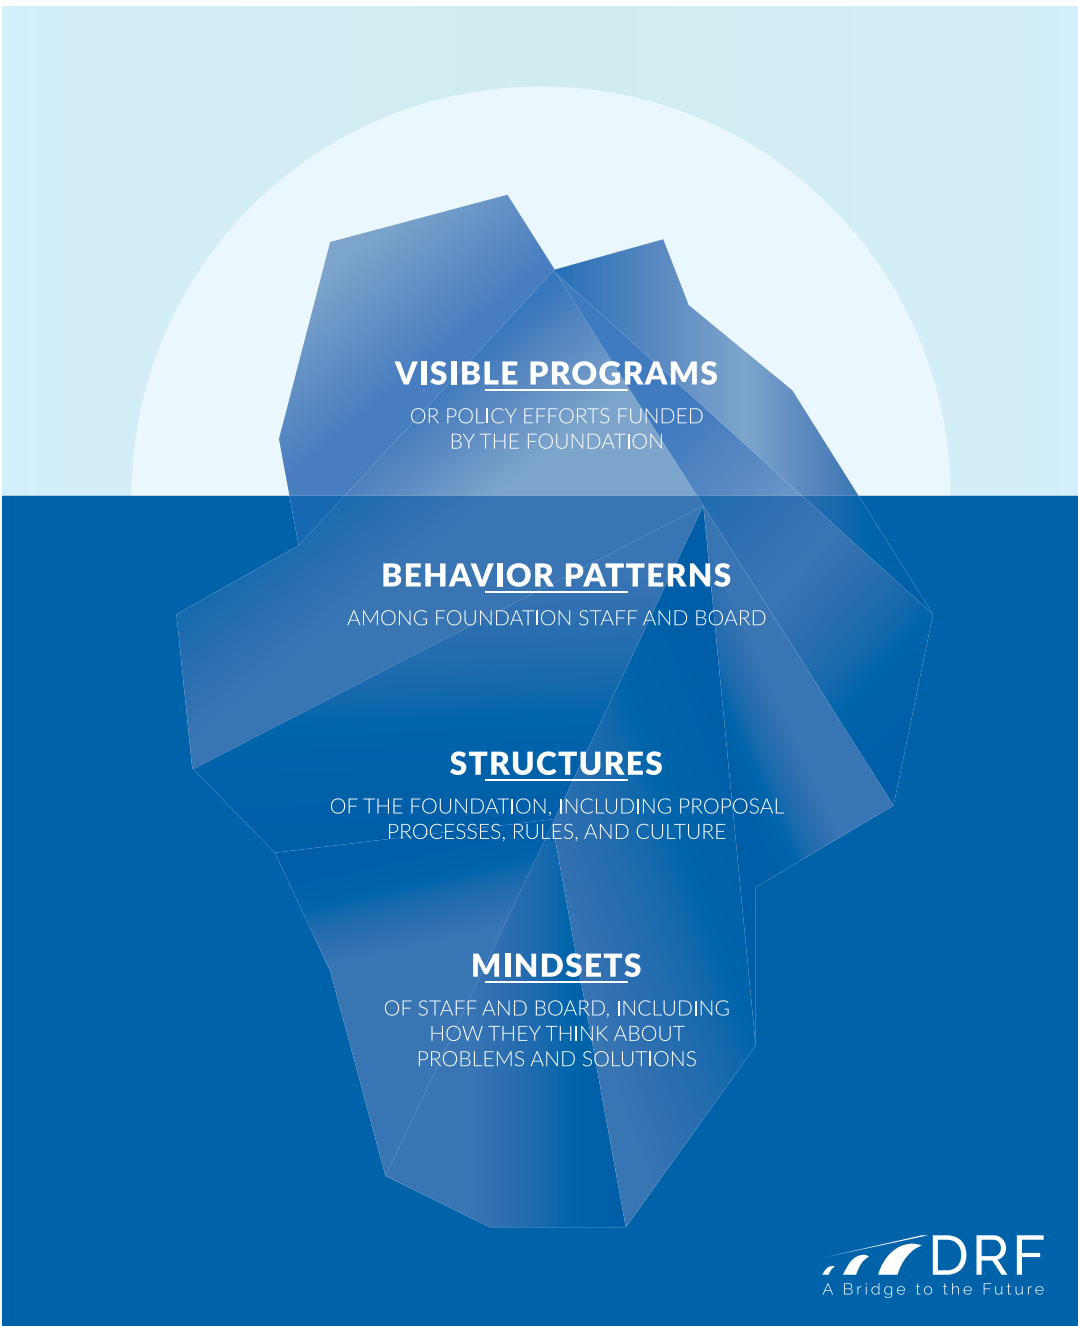 VISIBLE PROGRAMS
OR POLICY EFFORTS FUNDED
BY THE FOUNDATION
BEHAVIOR PATTERNS
AMONG FOUNDATION STAFF AND BOARD
STRUCTURES
OF THE FOUNDATION, INCLUDING PROPOSAL
PROCESSES, RULES, AND CULTURE
MINDSETS
OF STAFF AND BOARD, INCLUDING
HOW THEY THINK ABOUT
PROBLEMS AND SOLUTIONS
DRF
A Bridge to the Future